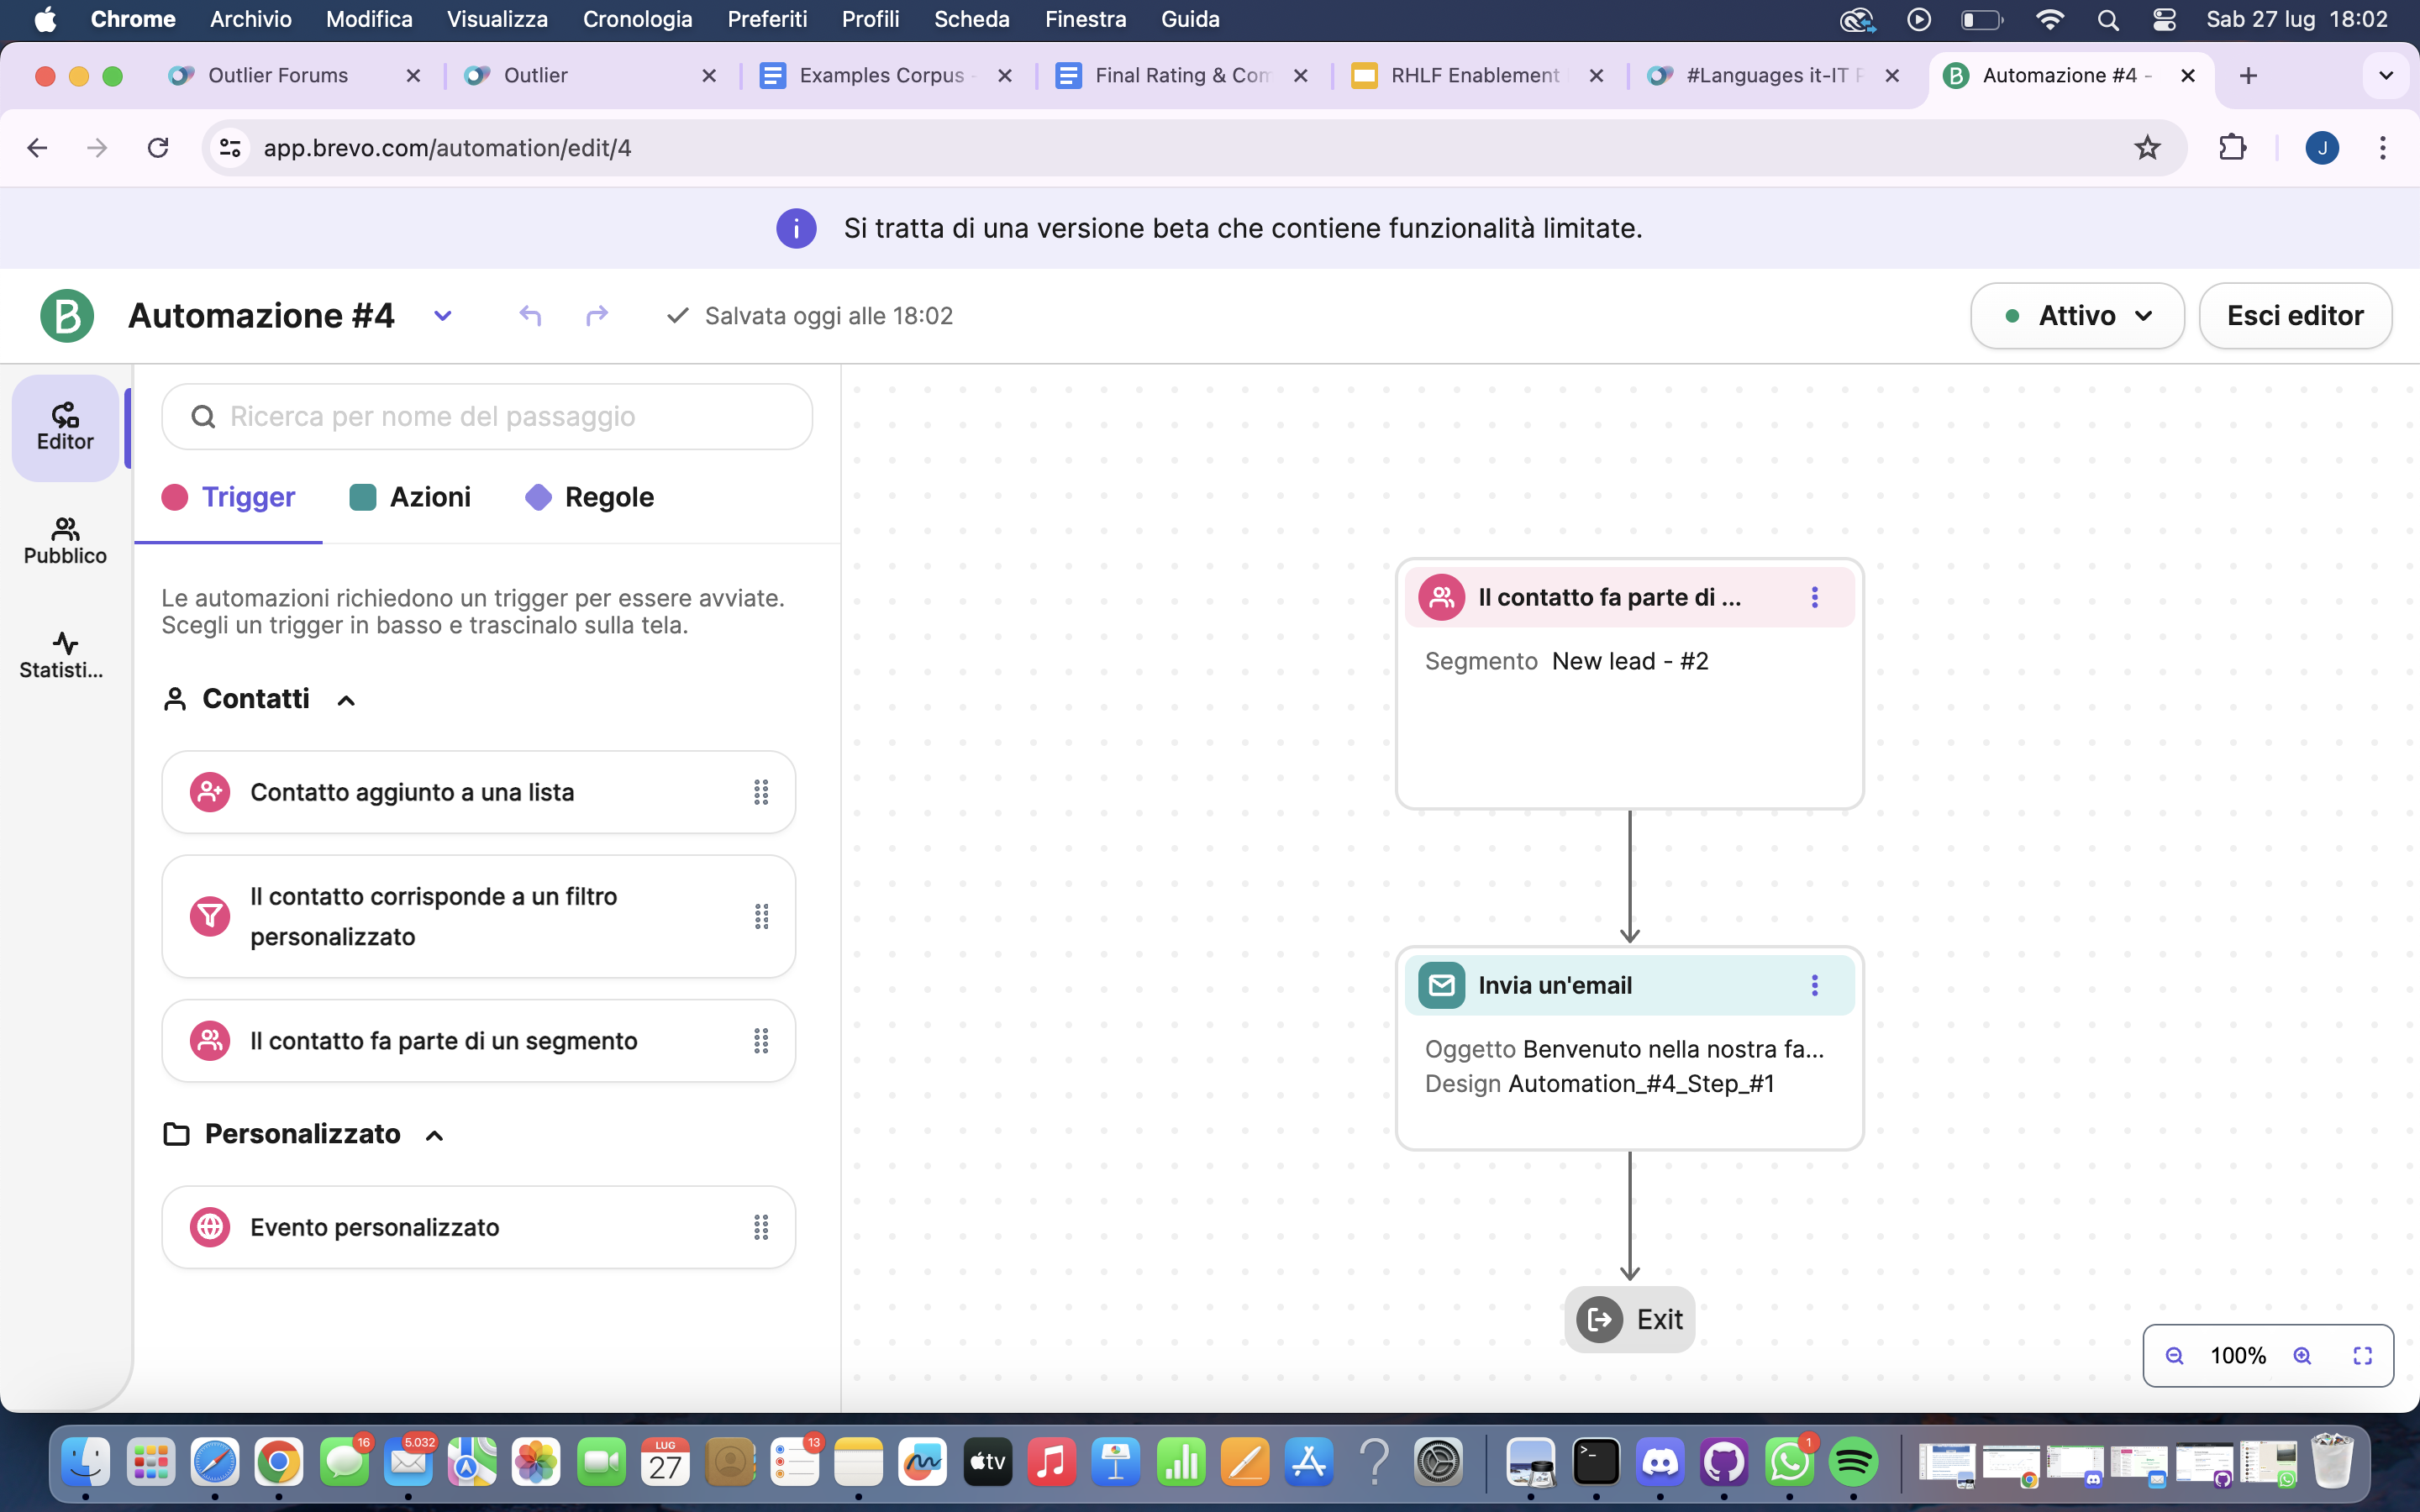 Chrome Archivio Modifica Visualizza Cronologia Preferiti Profili Scheda Finestra Guida Sab 27 lug 18:02
Outlier Forums Outlier Examples Corpus - Final Rating & Com RHLF Enablement #Languages it-IT Automazione #4 -
app.brevo.com/automation/edit/4 J
Si tratta di una versione beta che contiene funzionalità limitate.
B Automazione #4 Salvata oggi alle 18:02 Attivo Esci editor
Editor
Pubblico
Statisti...
Ricerca per nome del passaggio
Trigger Azioni Regole
Le automazioni richiedono un trigger per essere avviate.
Scegli un trigger in basso e trascinalo sulla tela.
Contatti
Contatto aggiunto a una lista
Il contatto corrisponde a un filtro
personalizzato
Il contatto fa parte di un segmento
Personalizzato
Evento personalizzato
Il contatto fa parte di ...
Segmento New lead - #2
Invia un'email
Oggetto Benvenuto nella nostra fa...
Design Automation_#4_Step_#1
Exit
100%
16 5.032 LUG 27 13 tv 1